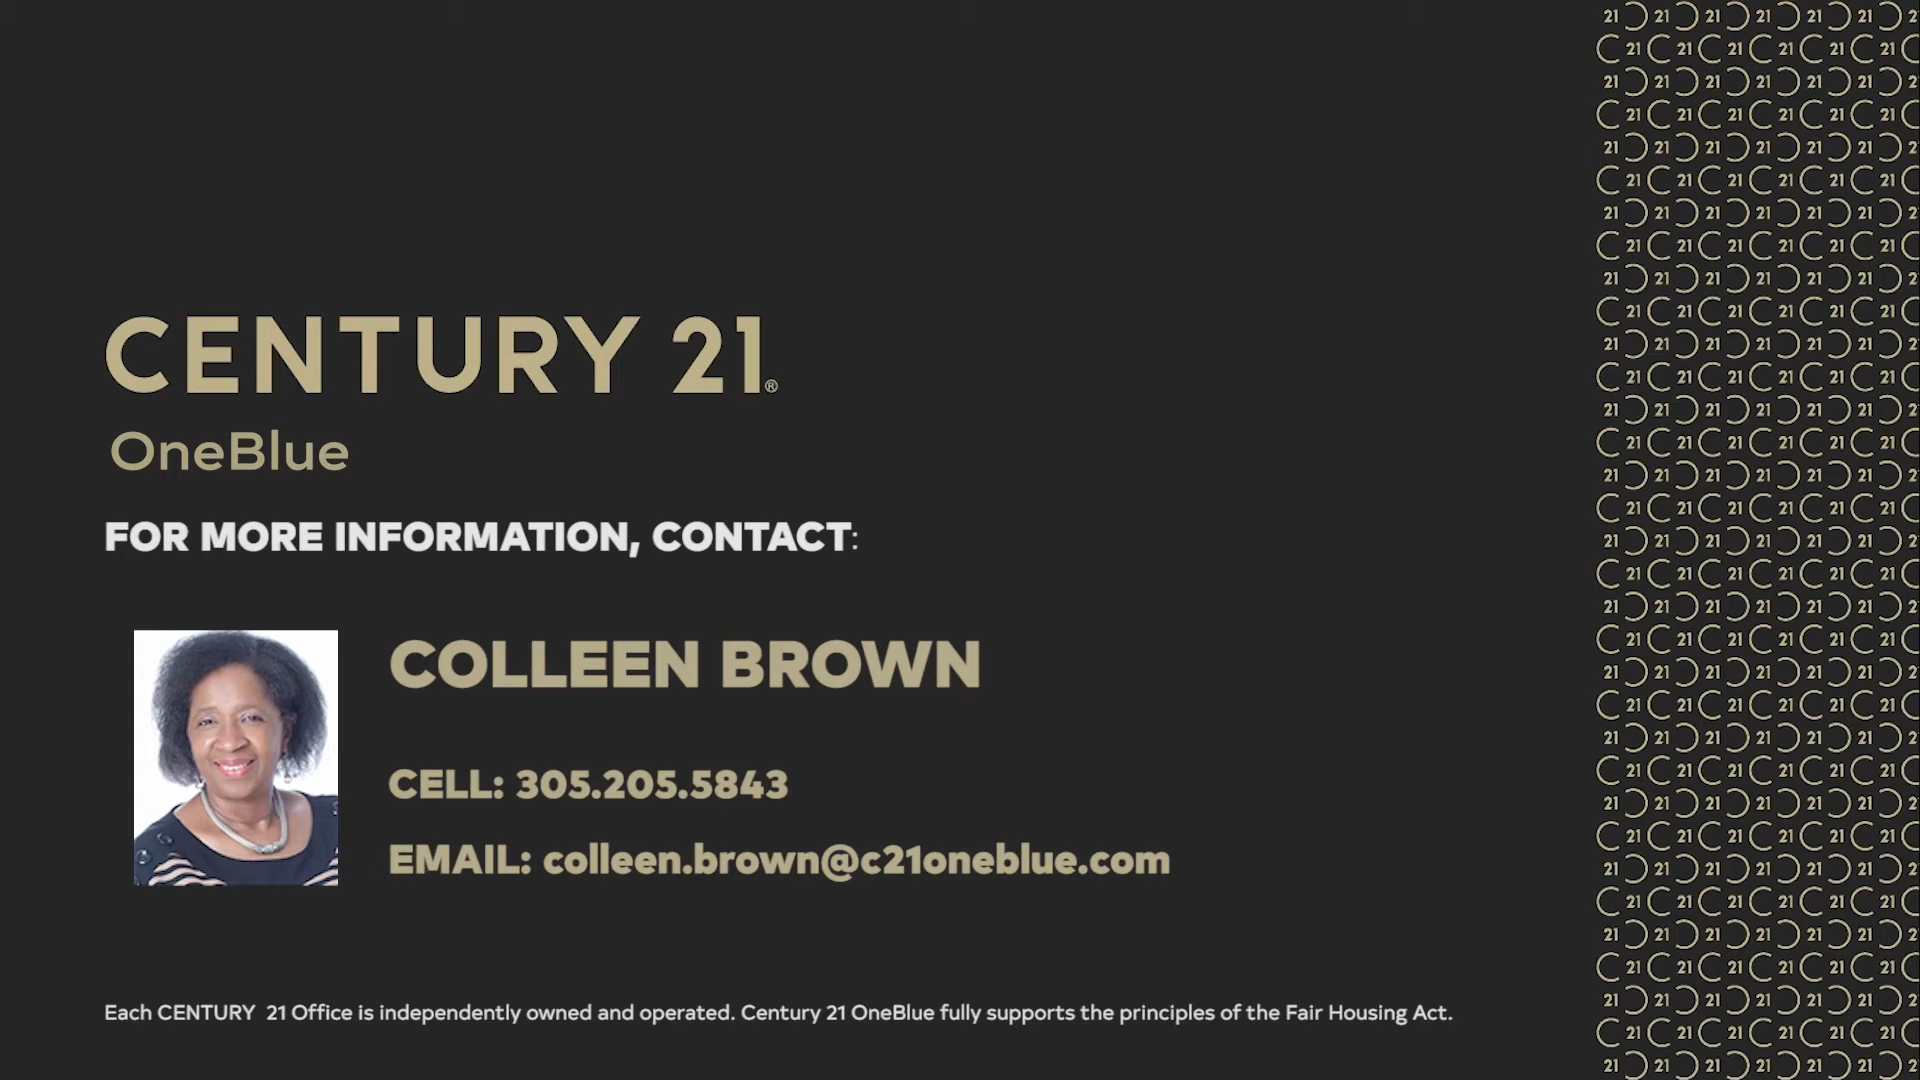 CENTURY 21®
OneBlue
FOR MORE INFORMATION, CONTACT:
COLLEEN BROWN
CELL: 305.205.5843
EMAIL: colleen.brown@c21oneblue.com
Each CENTURY 21 Office is independently owned and operated. Century 21 OneBlue fully supports the principles of the Fair Housing Act.